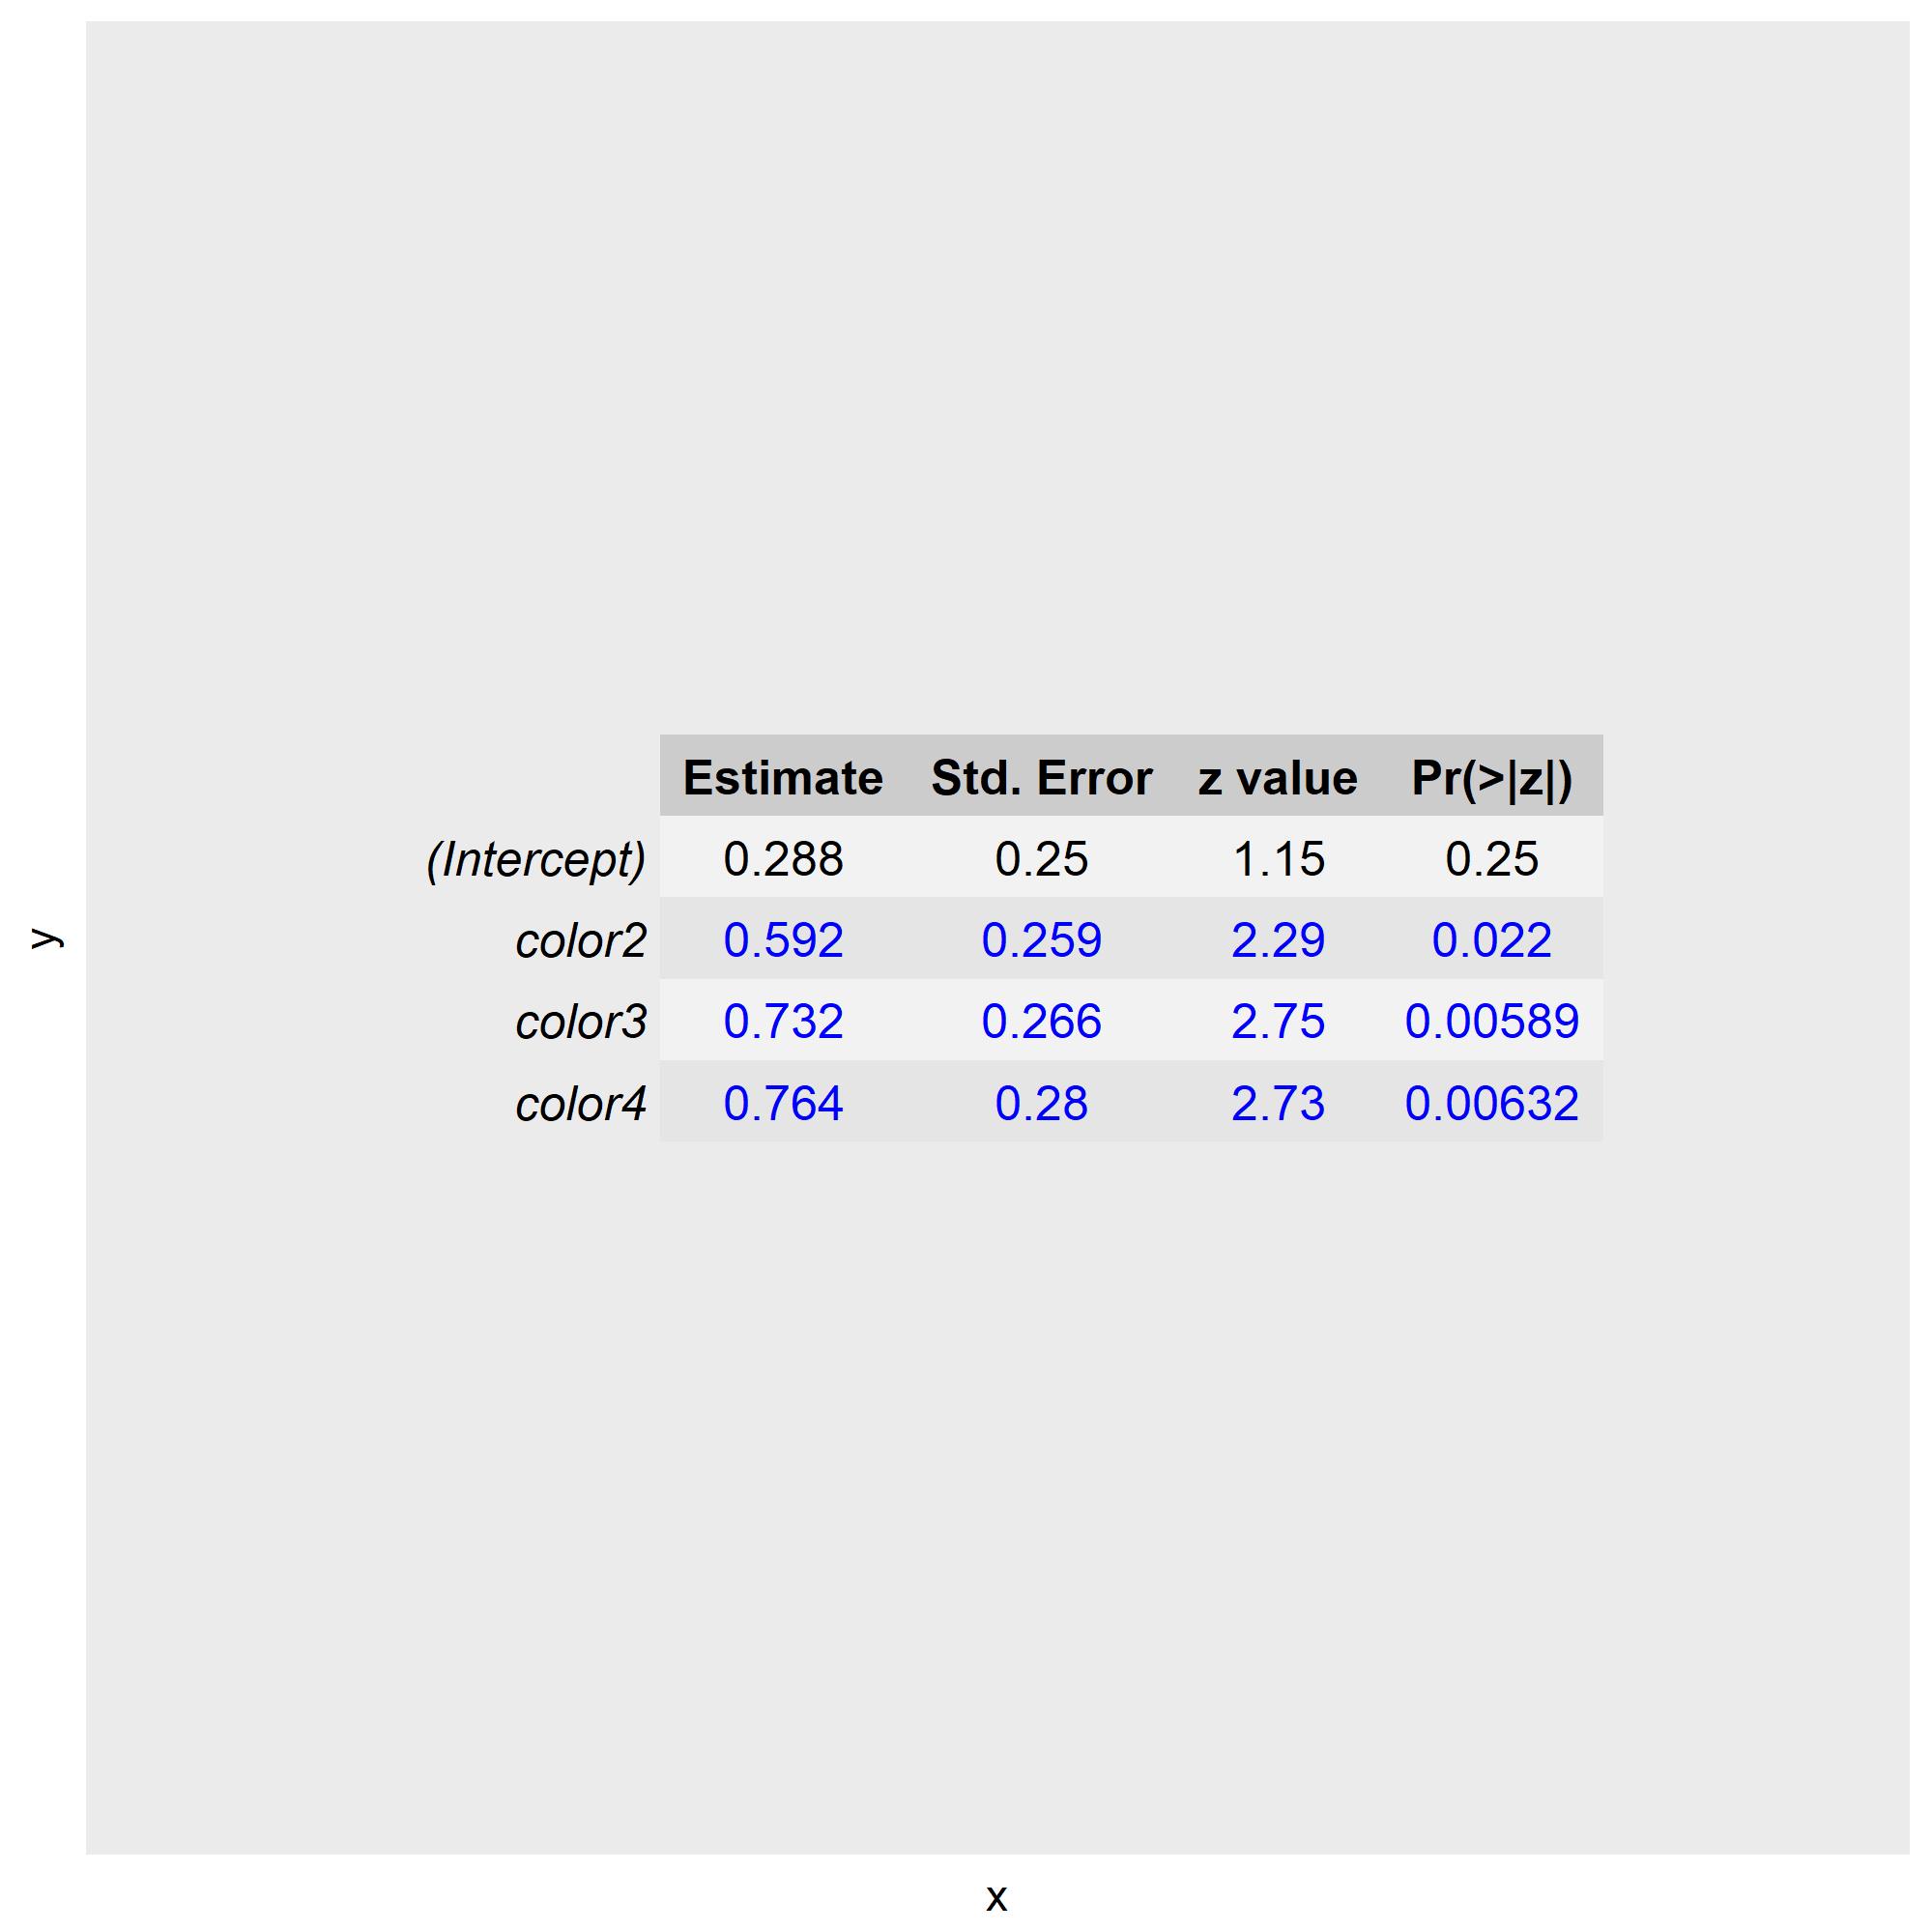 Estimate Std. Error z value Pr(>|z|)
(Intercept) 0.288 0.25 1.15 0.25
color2 0.592 0.259 2.29 0.022
color3 0.732 0.266 2.75 0.00589
color4 0.764 0.28 2.73 0.00632
y
x